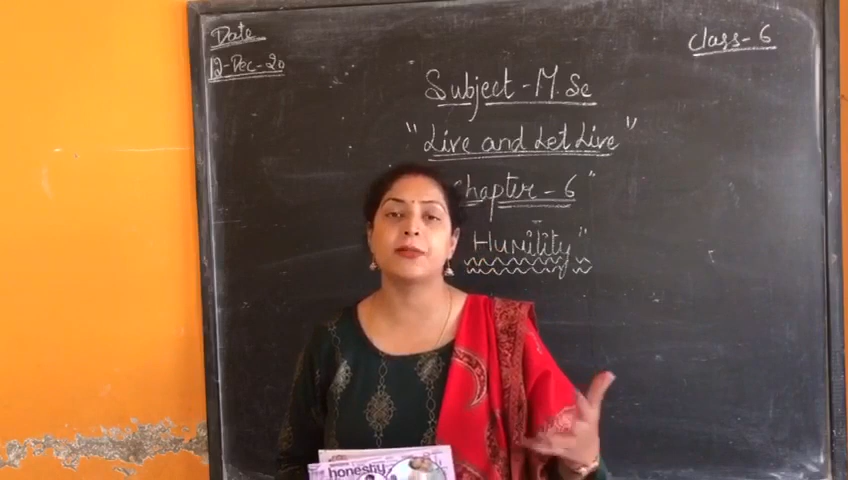 Date
12-Dec-20
Class-6
Subject-M.Sc
"Live and Let Live"
Chapter-6"
Humility"
honesty